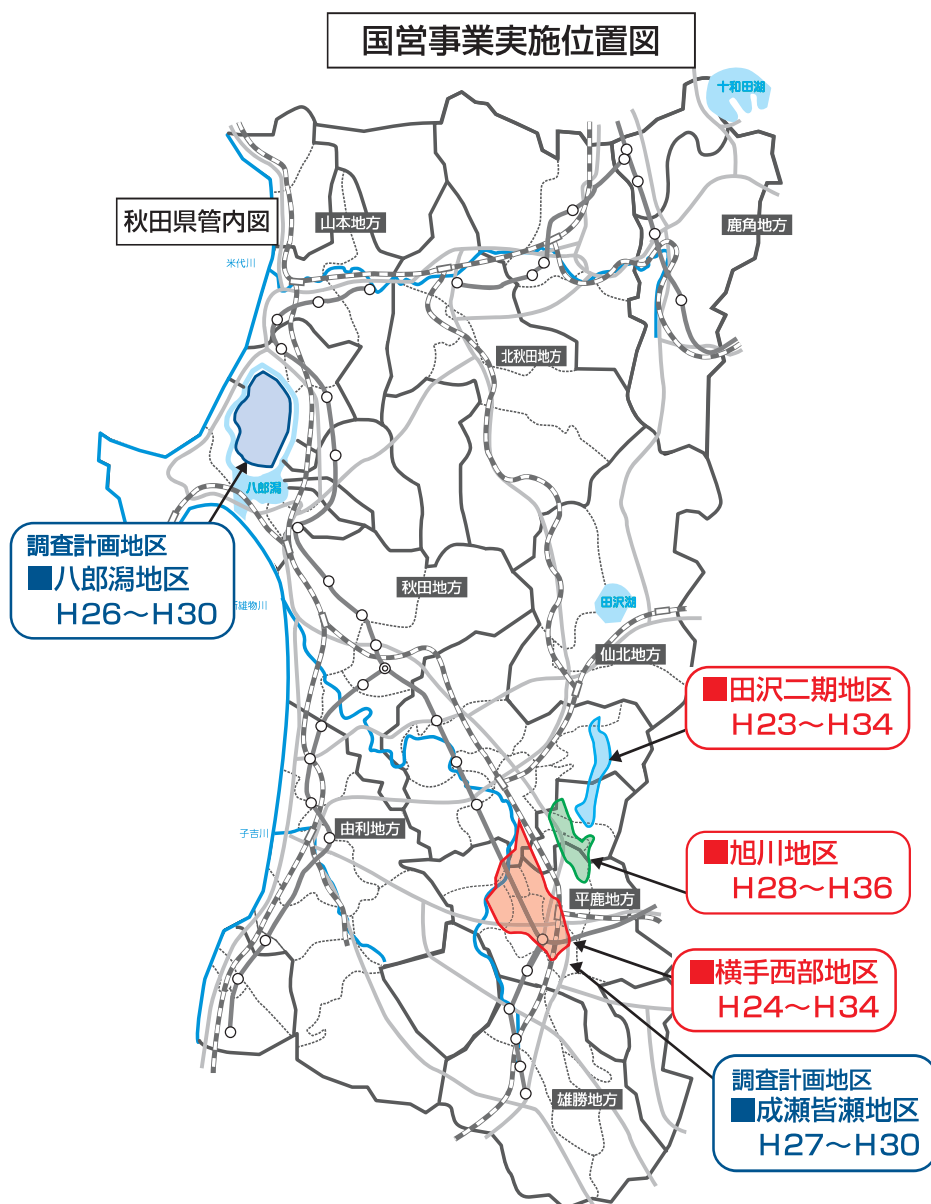 国営事業実施位置図
十和田湖
秋田県管内図
山本地方
鹿角地方
米代川
北秋田地方
八郎潟
調査計画地区
■八郎潟地区
H26～H30
秋田地方
雄物川
田沢湖
仙北地方
■田沢二期地区
H23～H34
子吉川
由利地方
■旭川地区
H28～H36
平鹿地方
■横手西部地区
H24～H34
調査計画地区
■成瀬皆瀬地区
H27～H30
雄勝地方